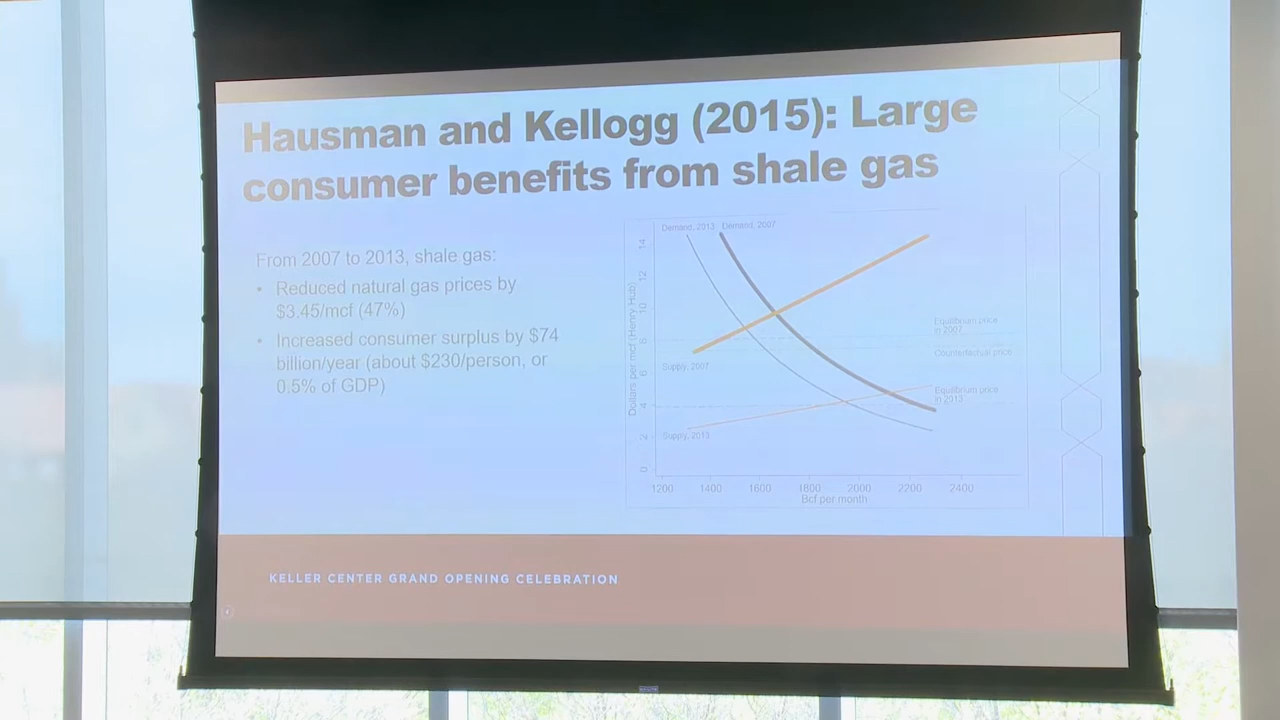 Hausman and Kellogg (2015): Large
consumer benefits from shale gas
From 2007 to 2013, shale gas:
• Reduced natural gas prices by
$3.45/mcf (47%)
• Increased consumer surplus by $74
billion/year (about $230/person, or
0.5% of GDP)
Demand, 2013 Demand, 2007
Dollars per mcf (Henry Hub)
14
12
10
8
6
4
2
0
Equilibrium price
in 2007
Counterfactual price
Supply, 2007
Equilibrium price
in 2013
Supply, 2013
1200 1400 1600 1800 2000 2200 2400
Bcf per month
KELLER CENTER GRAND OPENING CELEBRATION